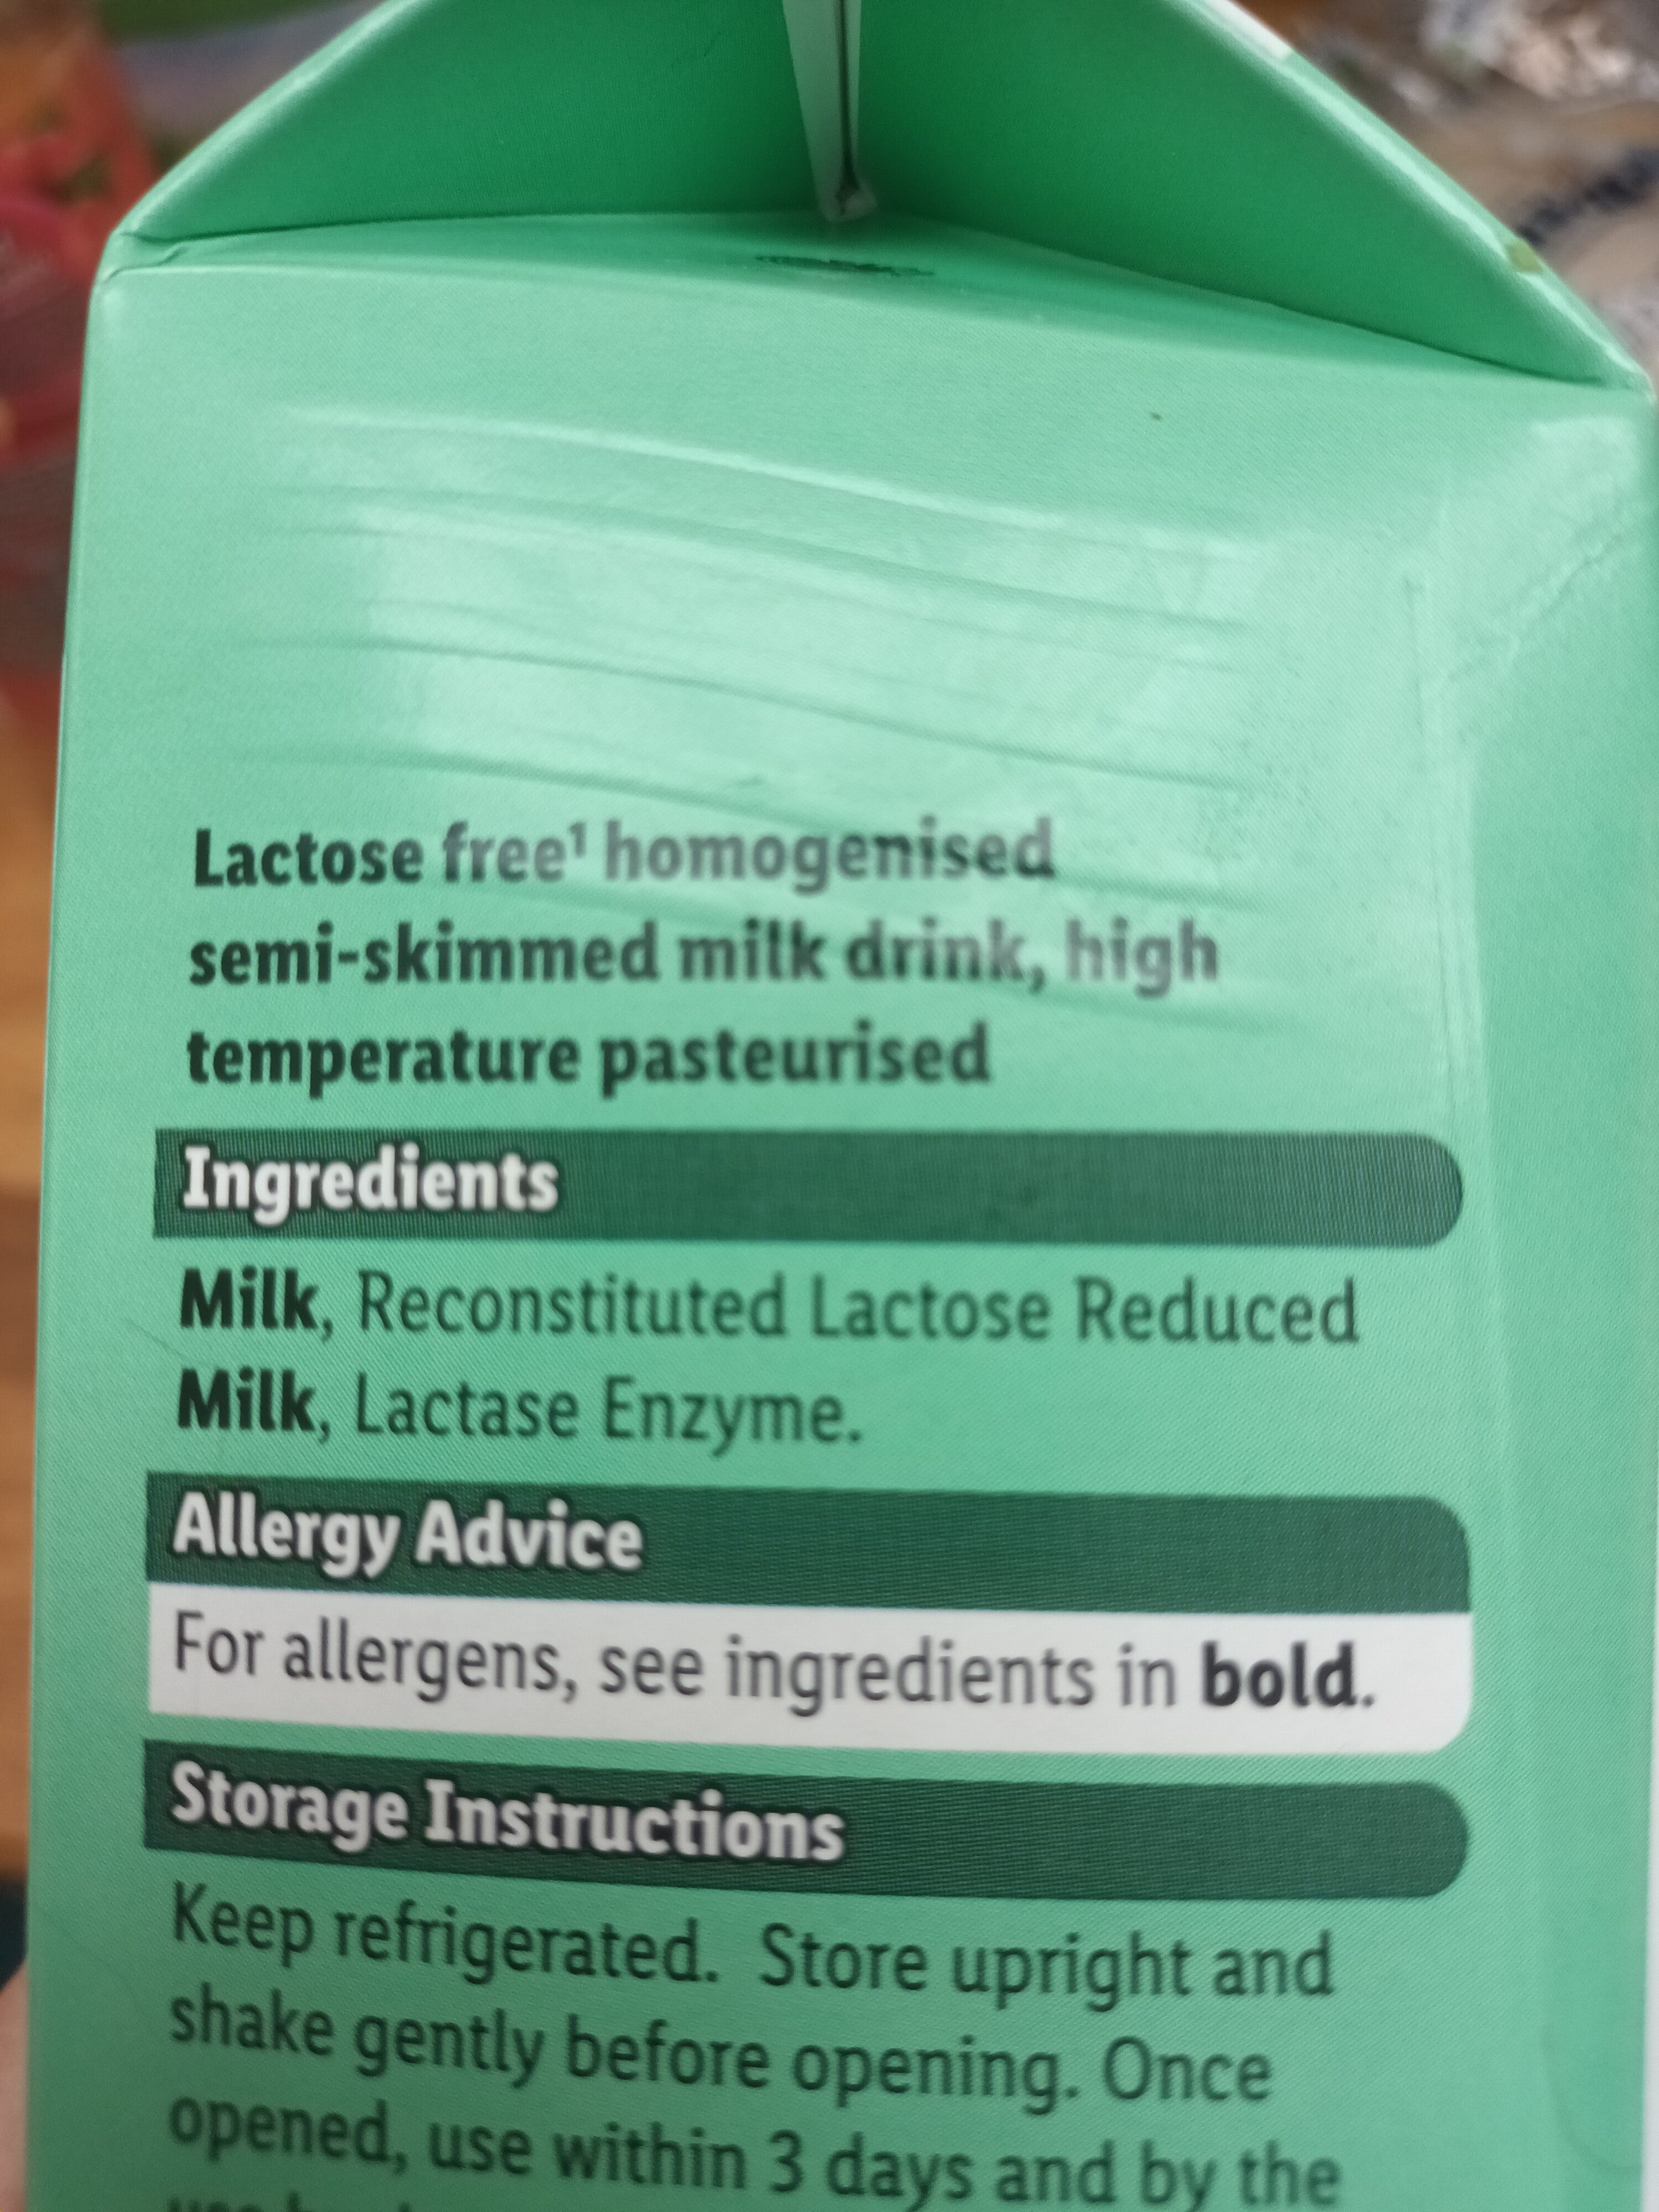 Lactose free¹ homogenised
semi-skimmed milk drink, high
temperature pasteurised
Ingredients
Milk, Reconstituted Lactose Reduced
Milk, Lactase Enzyme.
Allergy Advice
For allergens, see ingredients in bold.
Storage Instructions
Keep refrigerated. Store upright and
shake gently before opening. Once
opened, use within 3 days and by the